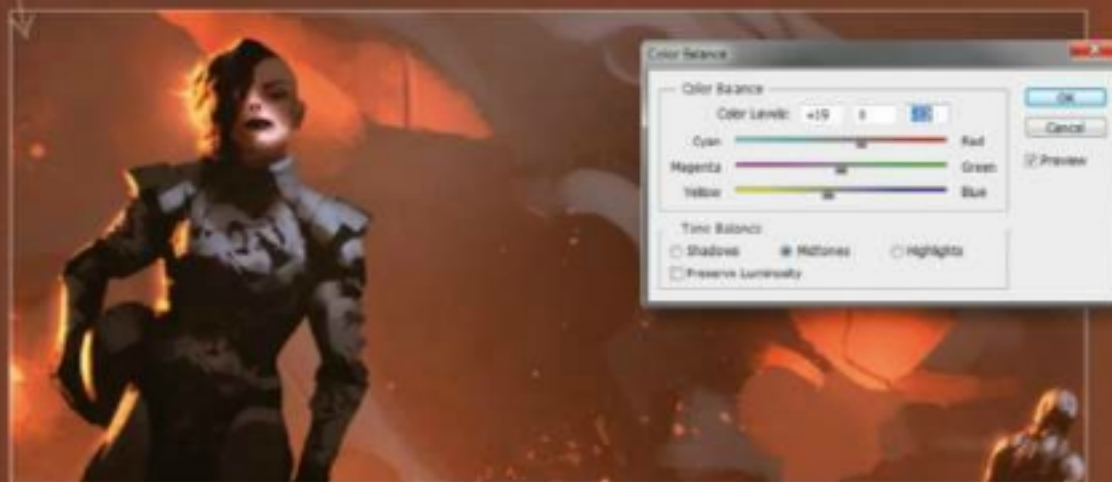 Color Balance
Color Balance
Color Levels: +19
Cyan Red
Magenta Green
Yellow Blue
Tone Balance
Shadows Midtones Highlights
Preserve Luminosity
OK
Cancel
Preview